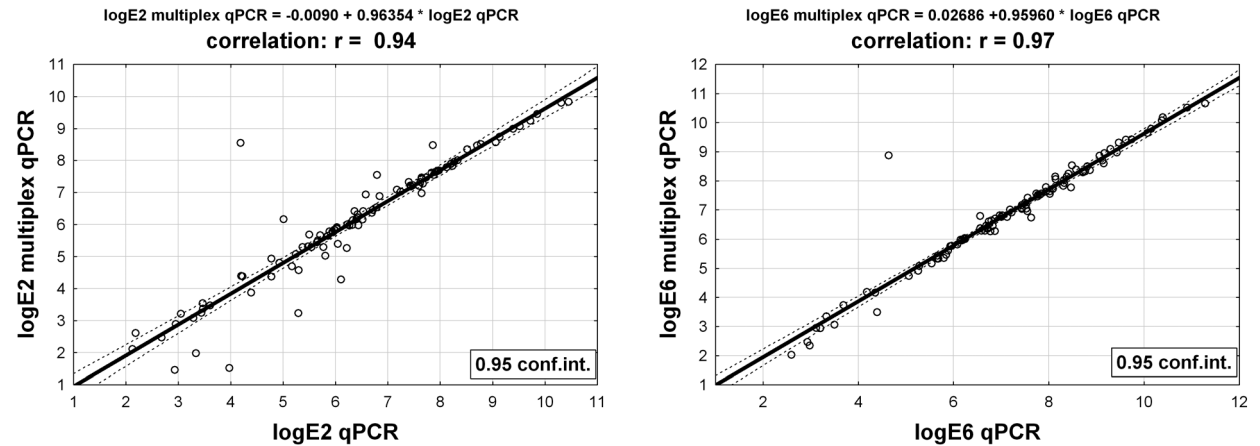 logE2 multiplex qPCR = -0.0090 + 0.96354 * logE2 qPCR
correlation: r = 0.94
11
10
9
8
7
6
5
4
3
2
1
logE2 multiplex qPCR
0.95 conf.int.
1 2 3 4 5 6 7 8 9 10 11
logE2 qPCR
logE6 multiplex qPCR = 0.02686 +0.95960 * logE6 qPCR
correlation: r = 0.97
12
11
10
9
8
7
6
5
4
3
2
1
logE6 multiplex qPCR
0.95 conf.int.
2 4 6 8 10 12
logE6 qPCR